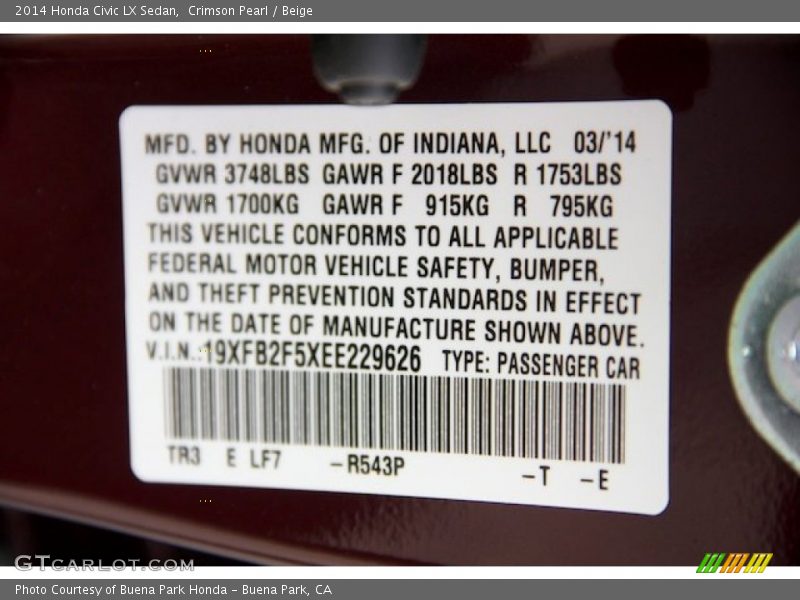 2014 Honda Civic LX Sedan,  Crimson Pearl / Beige
MFD. BY HONDA MFG. OF INDIANA, LLC 03/'14
GVWR 3748LBS GAWR F 2018LBS R 1753LBS
GVWR 1700KG GAWR F 915KG R 795KG
THIS VEHICLE CONFORMS TO ALL APPLICABLE
FEDERAL MOTOR VEHICLE SAFETY, BUMPER,
AND THEFT PREVENTION STANDARDS IN EFFECT
ON THE DATE OF MANUFACTURE SHOWN ABOVE.
V.I.N.:19XFB2F5XEE229626 TYPE: PASSENGER CAR
TR3 E LF7 -R543P -T -E
GTcarlot.com
Photo Courtesy of Buena Park Honda - Buena Park, CA